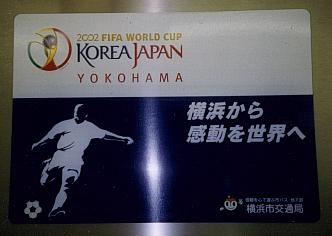 2002 FIFA WORLD CUP
KOREA JAPAN
YOKOHAMA
横浜から
感動を世界へ
横浜市交通局